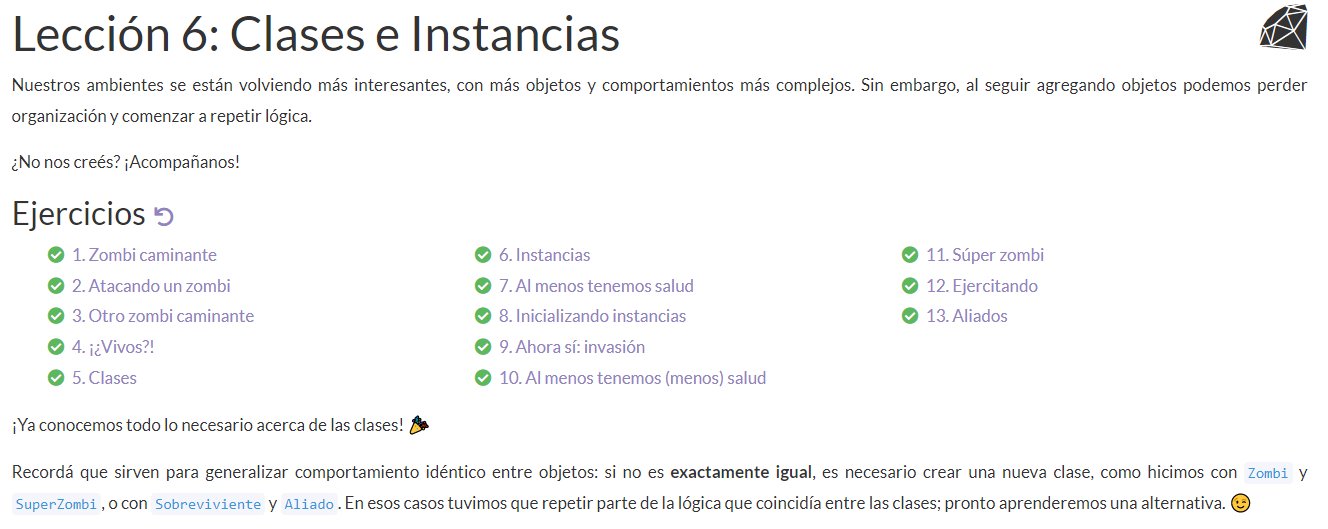 Lección 6: Clases e Instancias
Nuestros ambientes se están volviendo más interesantes, con más objetos y comportamientos más complejos. Sin embargo, al seguir agregando objetos podemos perder
organización y comenzar a repetir lógica.
¿No nos creés? ¡Acompañanos!
Ejercicios
1. Zombi caminante
2. Atacando un zombi
3. Otro zombi caminante
4. ¡¿Vivos?!
5. Clases
6. Instancias
7. Al menos tenemos salud
8. Inicializando instancias
9. Ahora sí: invasión
10. Al menos tenemos (menos) salud
11. Súper zombi
12. Ejercitando
13. Aliados
¡Ya conocemos todo lo necesario acerca de las clases! 🎉
Recordá que sirven para generalizar comportamiento idéntico entre objetos: si no es exactamente igual, es necesario crear una nueva clase, como hicimos con Zombi y
SuperZombi, o con Sobreviviente y Aliado. En esos casos tuvimos que repetir parte de la lógica que coincidía entre las clases; pronto aprenderemos una alternativa. 😉